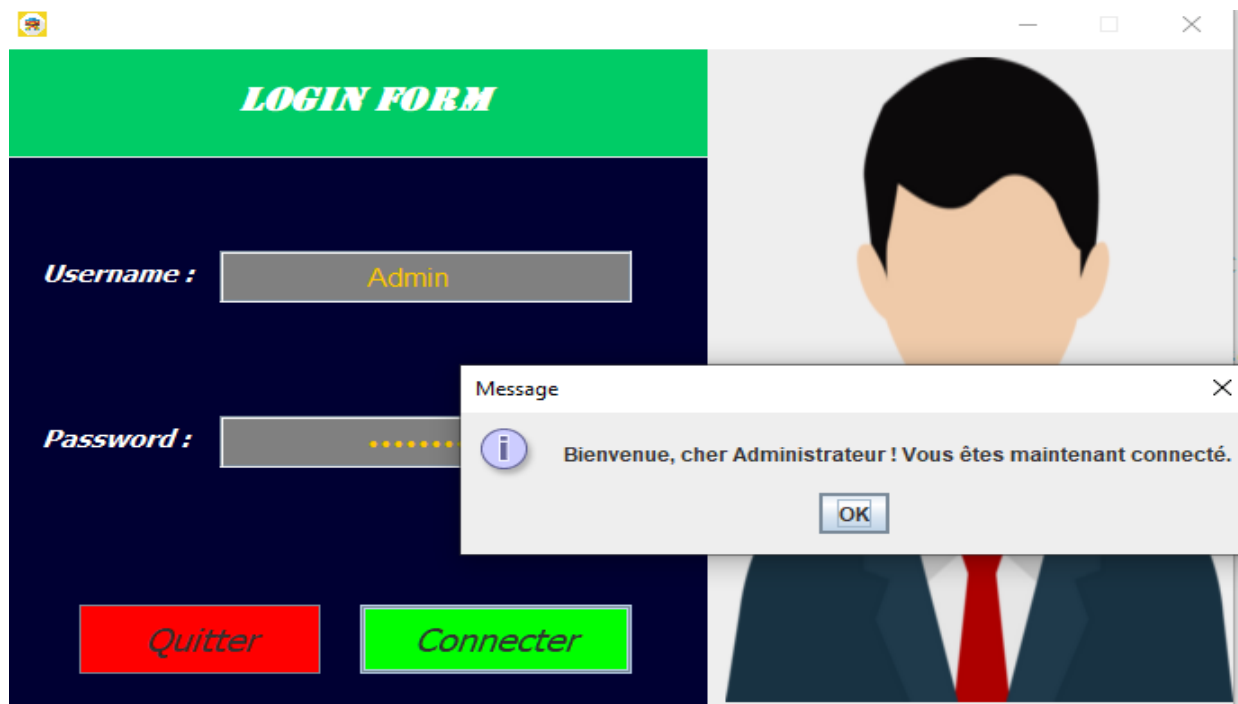 LOGIN FORM
Username :
Admin
Password :
Message
Bienvenue, cher Administrateur ! Vous êtes maintenant connecté.
OK
Quitter
Connecter